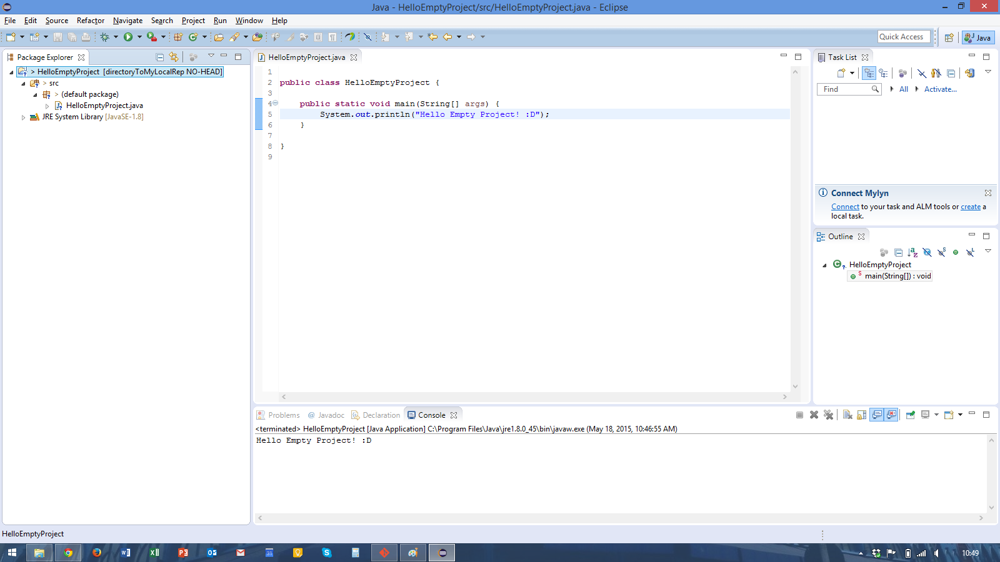 Java - HelloEmptyProject/src/HelloEmptyProject.java - Eclipse
File Edit Source Refactor Navigate Search Project Run Window Help
Quick Access
Java
Package Explorer
> HelloEmptyProject [directoryToMyLocalRep NO-HEAD]
> src
> (default package)
HelloEmptyProject.java
JRE System Library [JavaSE-1.8]
HelloEmptyProject.java
1
2 public class HelloEmptyProject {
3
4 public static void main(String[] args) {
5 System.out.println("Hello Empty Project! :D");
6 }
7
8 }
9
Task List
Find All Activate...
Connect Mylyn
Connect to your task and ALM tools or create a
local task.
Outline
HelloEmptyProject
main(String[]) : void
Problems @ Javadoc Declaration Console
<terminated> HelloEmptyProject [Java Application] C:\Program Files\Java\jre1.8.0_45\bin\javaw.exe (May 18, 2015, 10:46:55 AM)
Hello Empty Project! :D
HelloEmptyProject
10:49